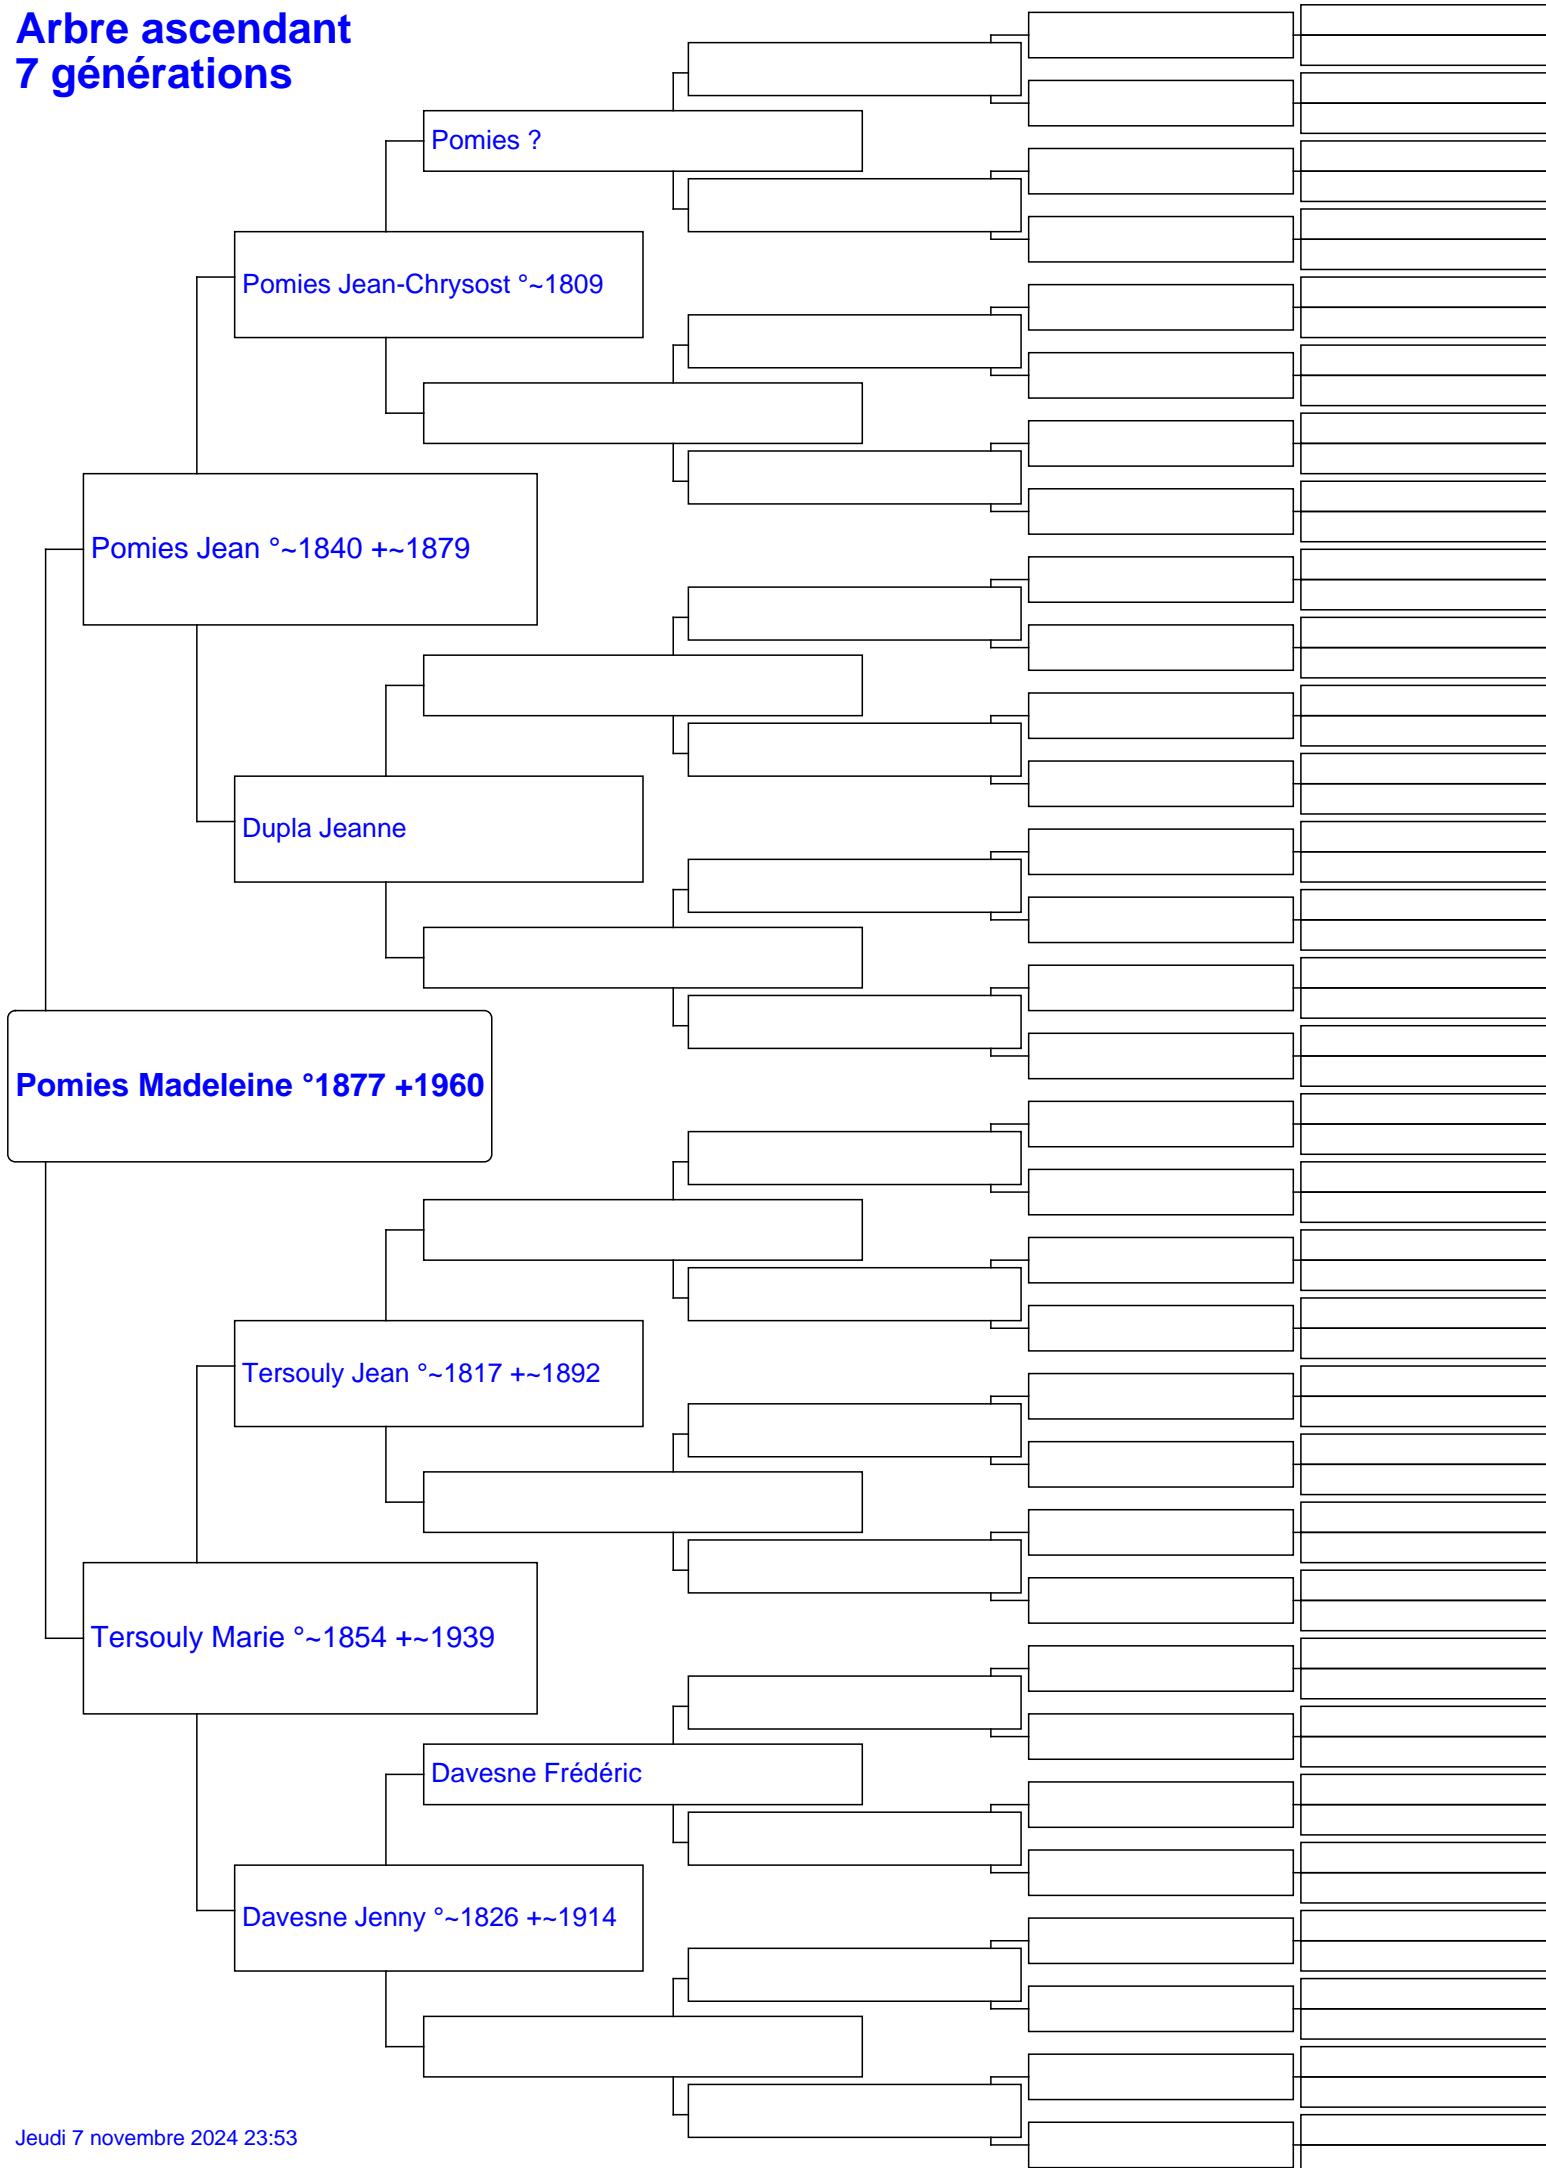 Arbre ascendant
7 générations
Pomies ?
Pomies Jean-Chrysost °~1809
Pomies Jean °~1840 +~1879
Dupla Jeanne
Pomies Madeleine °1877 +1960
Tersouly Jean °~1817 +~1892
Tersouly Marie °~1854 +~1939
Davesne Frédéric
Davesne Jenny °~1826 +~1914
Jeudi 7 novembre 2024 23:53